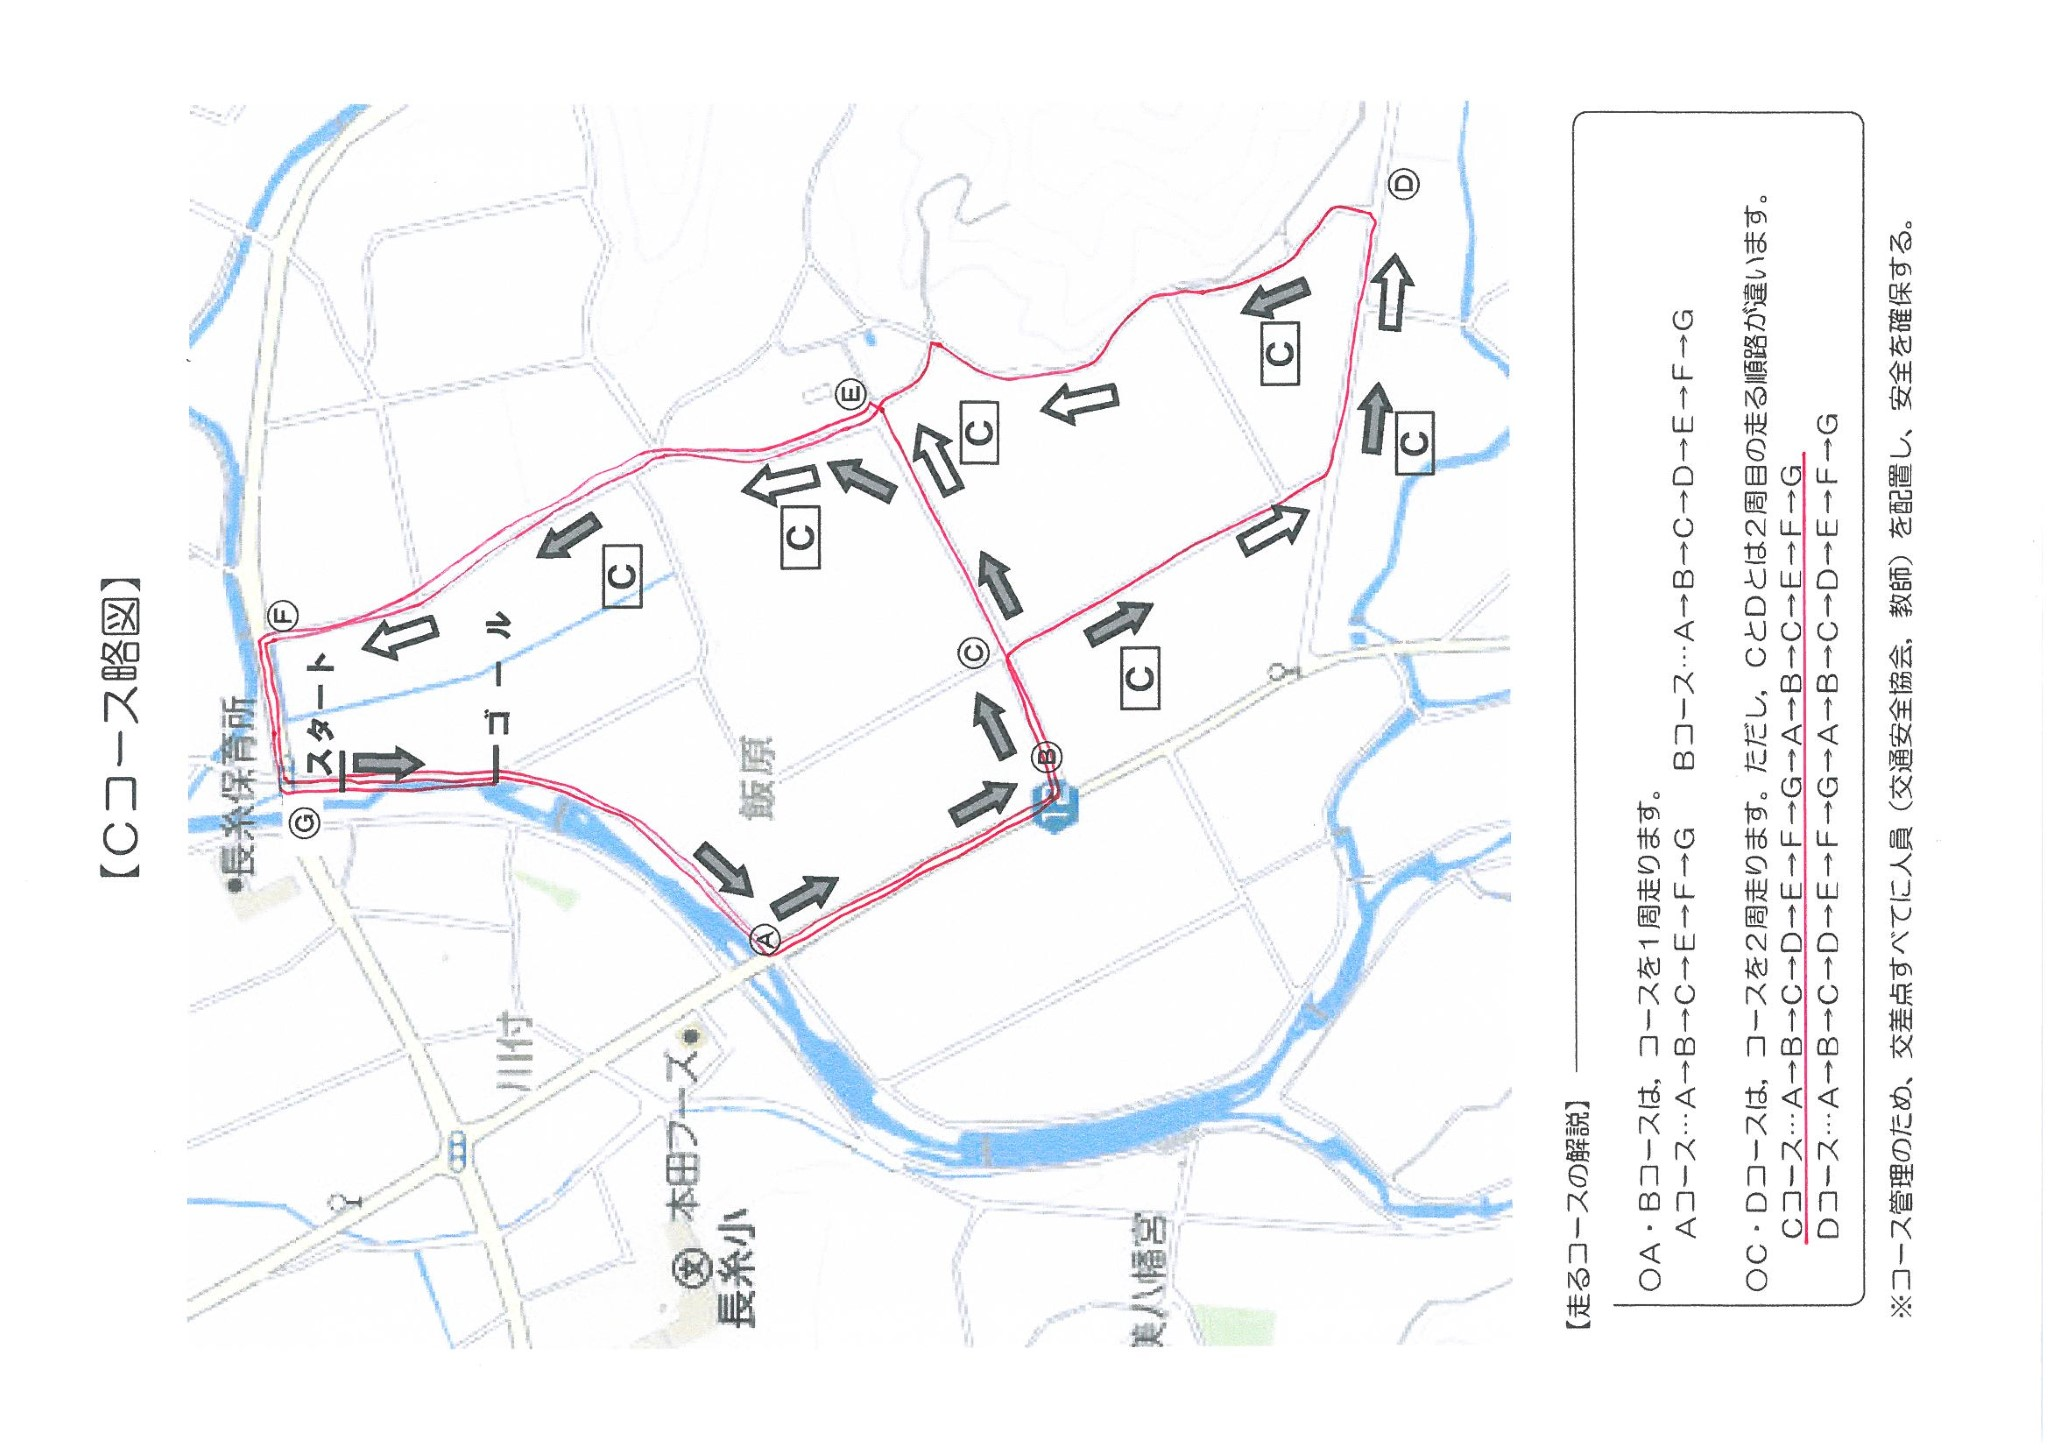 【Cコース略図】
●長糸保育所
スタート
ゴール
F
G
E
D
C
B
A
C
C
C
C
C
C
飯原
12
川付
本田フーズ
文
長糸小
美八幡宮
【走るコースの解説】
○A・Bコースは，コースを1周走ります。
Aコース…A→B→C→E→F→G　Bコース…A→B→C→D→E→F→G
○C・Dコースは，コースを2周走ります。ただし，CとDとは2周目の走る順路が違います。
Cコース…A→B→C→D→E→F→G→A→B→C→E→F→G
Dコース…A→B→C→D→E→F→G→A→B→C→D→E→F→G
※コース管理のため、交差点すべてに人員（交通安全協会，教師）を配置し、安全を確保する。